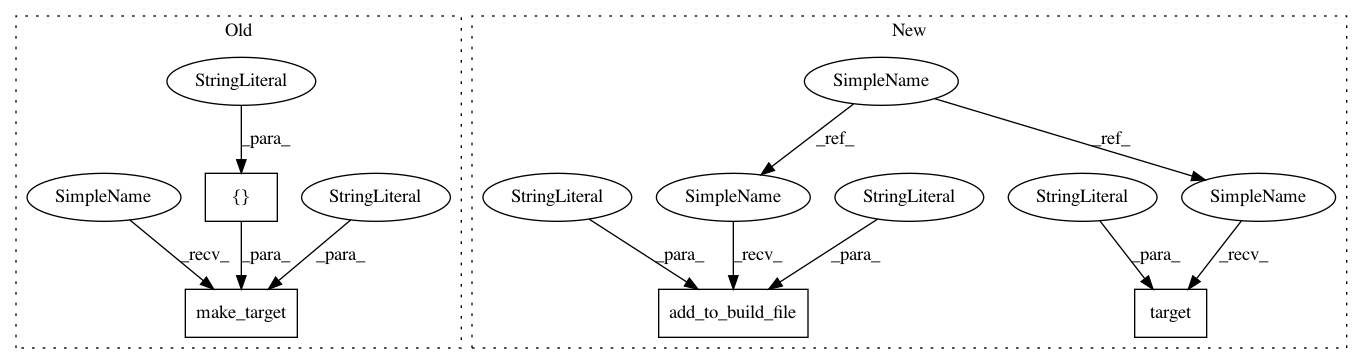 Old
New
StringLiteral
SimpleName
_para_
_ref_
_ref_
SimpleName
{}
StringLiteral
StringLiteral
SimpleName
StringLiteral
StringLiteral
SimpleName
_recv_
_para_
_para_
_para_
_recv_
_para_
_para_
_recv_
make_target
add_to_build_file
target